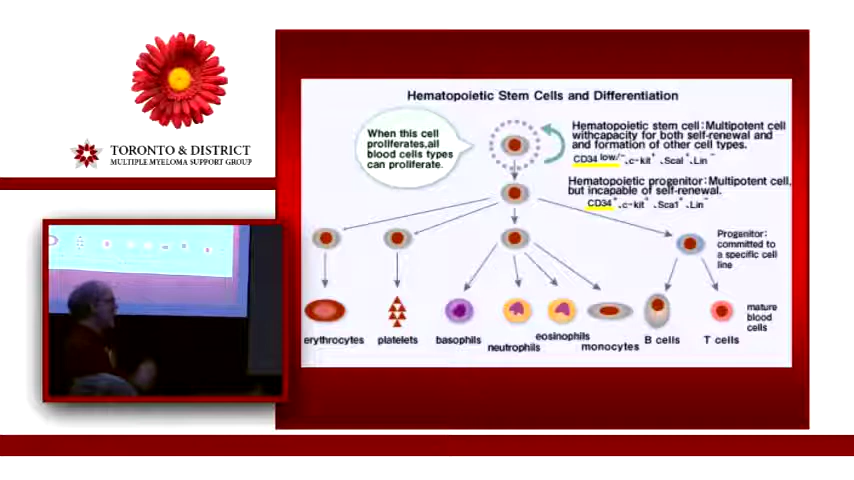 TORONTO & DISTRICT
MULTIPLE MYELOMA SUPPORT GROUP
Hematopoietic Stem Cells and Differentiation
When this cell
proliferates,all
blood cells types
can proliferate.
Hematopoietic stem cell:Multipotent cell
withcapacity for both self-renewal and
and formation of other cell types.
CD34 low/-、c-kit+、Sca1+、Lin-
Hematopoietic progenitor:Multipotent cell,
but incapable of self-renewal.
CD34+、c-kit+、Sca1+、Lin-
Progenitor:
committed to
a specific cell
line
mature
blood
cells
erythrocytes
platelets
basophils
neutrophils
eosinophils
monocytes
B cells
T cells